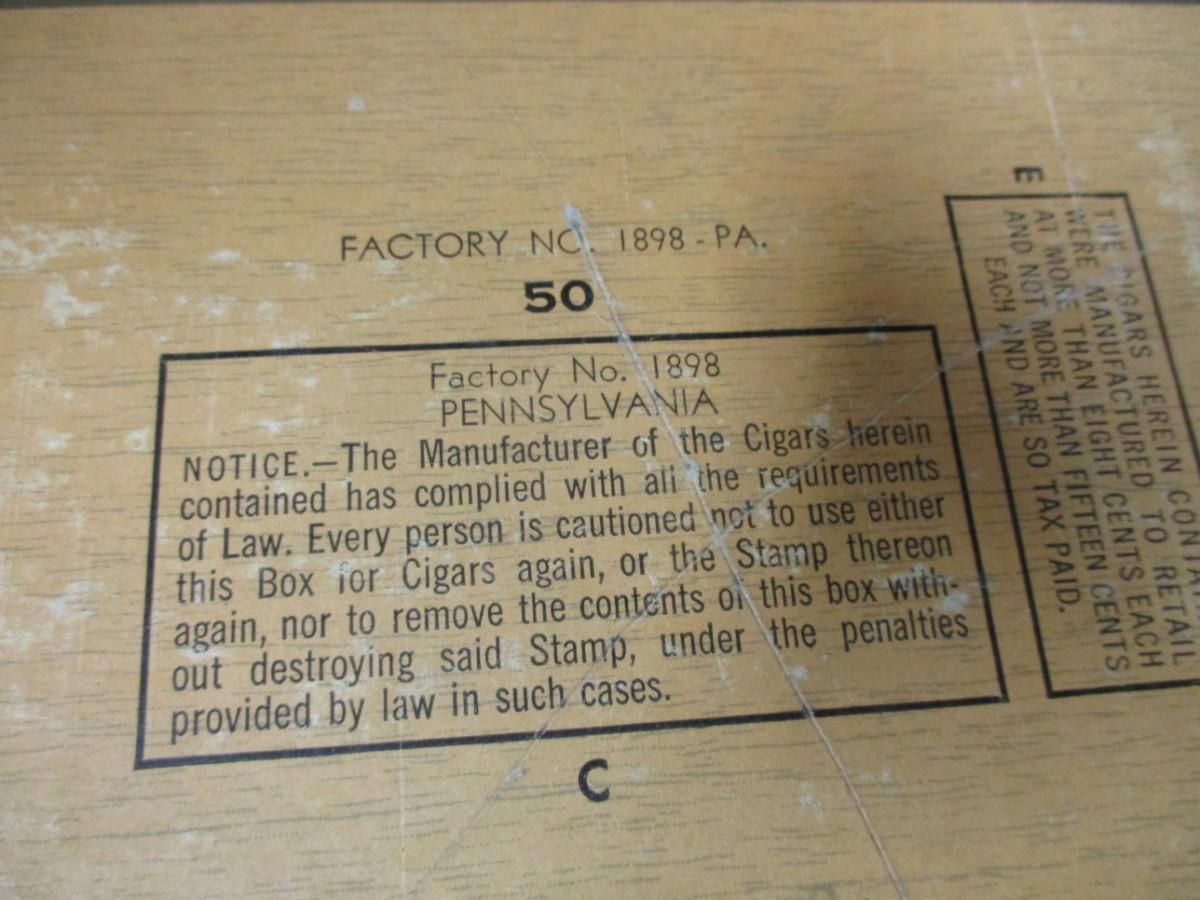 FACTORY NO. 1898 - PA.
50
Factory No. 1898
PENNSYLVANIA
NOTICE.—The Manufacturer of the Cigars herein
contained has complied with all the requirements
of Law. Every person is cautioned not to use either
this Box for Cigars again, or the Stamp thereon
again, nor to remove the contents of this box with-
out destroying said Stamp, under the penalties
provided by law in such cases.
C
E
THE CIGARS HEREIN
WERE MANUFACTURED TO RETAIL
AT MORE THAN EIGHT CENTS EACH
AND NOT MORE THAN FIFTEEN CENTS
EACH AND ARE SO TAX PAID.